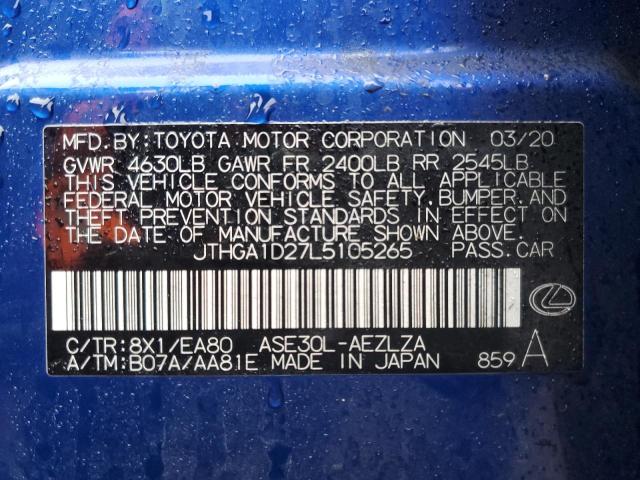 MFD. BY: TOYOTA MOTOR CORPORATION 03/20
GVWR 4630LB GAWR FR 2400LB RR 2545LB
THIS VEHICLE CONFORMS TO ALL APPLICABLE
FEDERAL MOTOR VEHICLE SAFETY, BUMPER, AND
THEFT PREVENTION STANDARDS IN EFFECT ON
THE DATE OF MANUFACTURE SHOWN ABOVE.
JTHGA1D27L5105265 PASS.CAR
C/TR: 8X1/EA80 ASE30L-AEZLZA
A/TM: B07A/AA81E MADE IN JAPAN 859 A